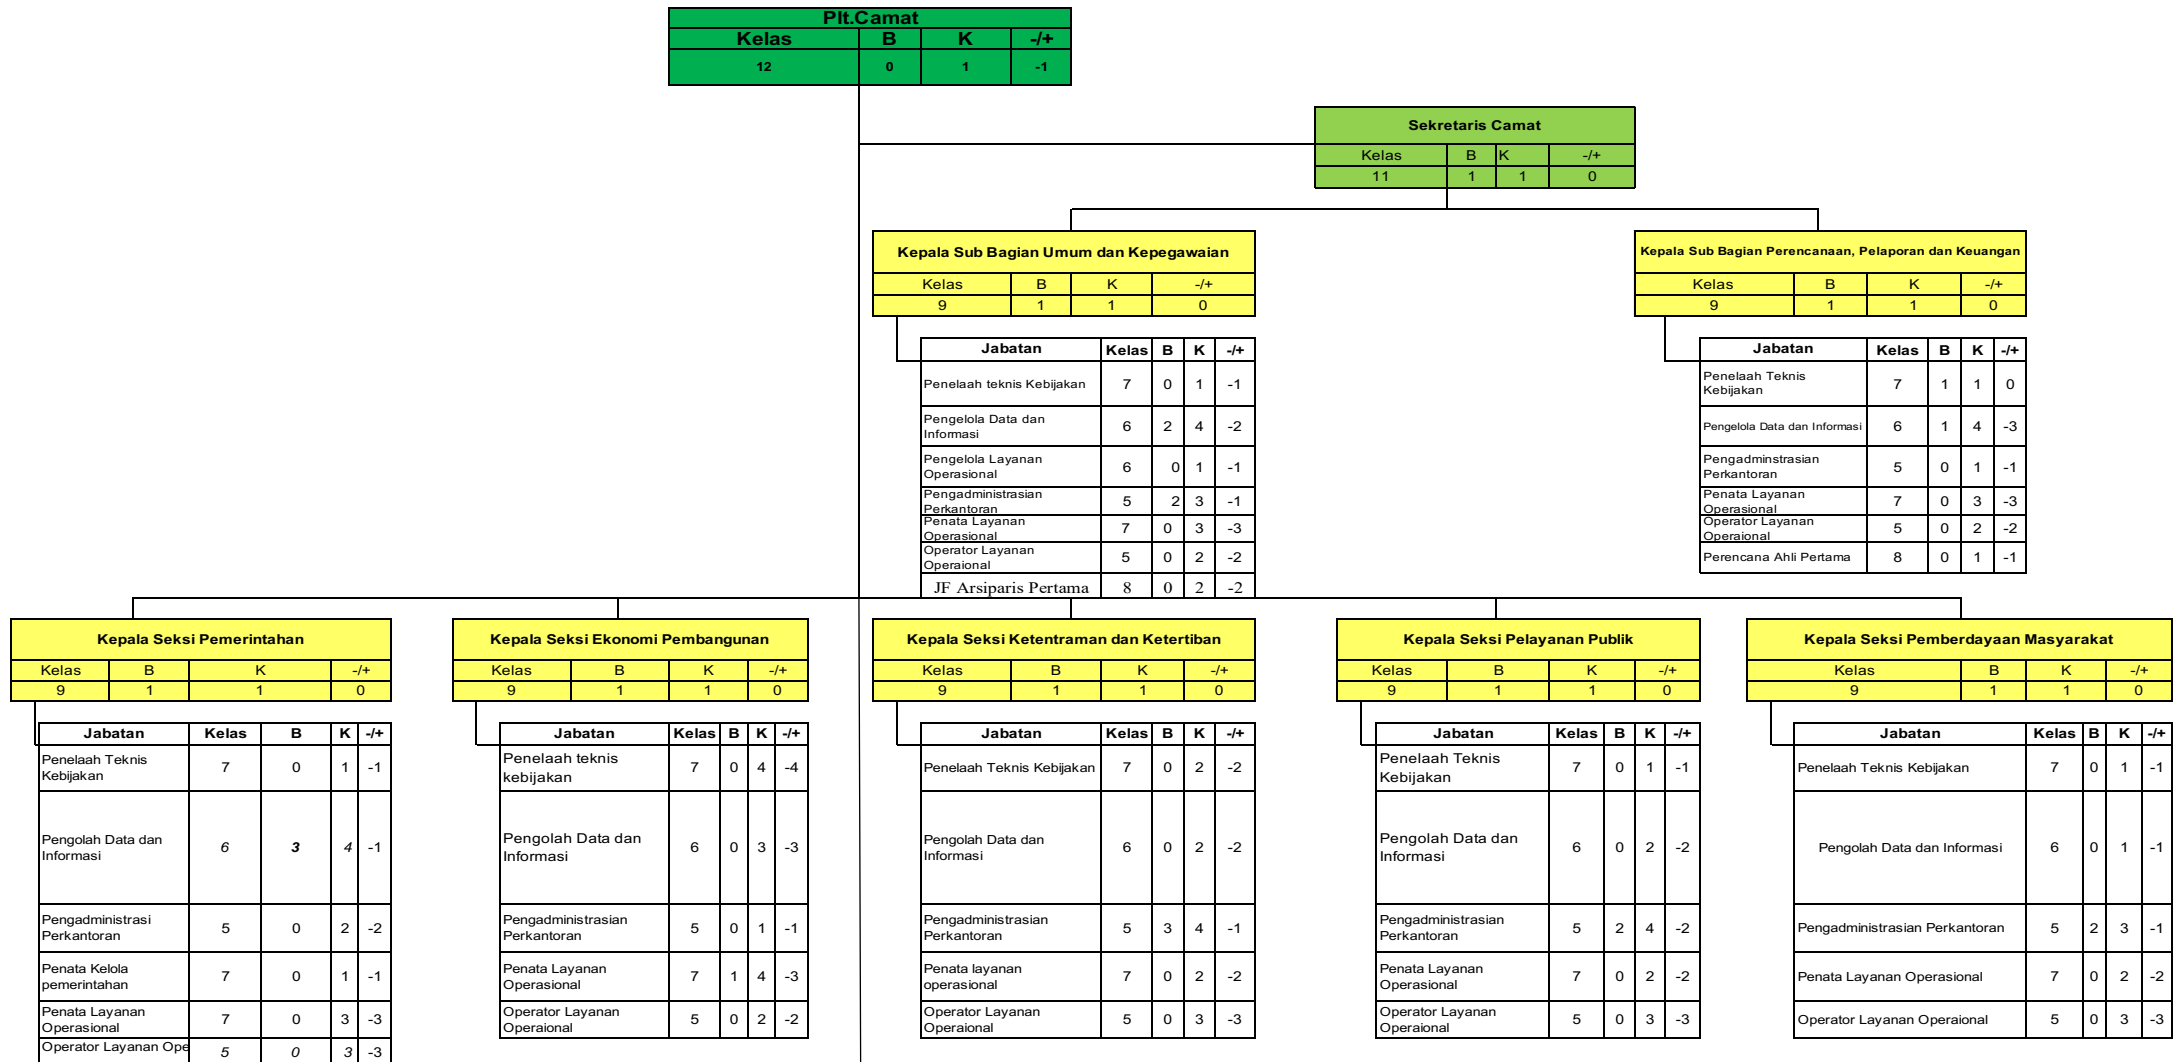 Plt.Camat
Kelas B K -/+
12 0 1 -1
Sekretaris Camat
Kelas B K -/+
11 1 1 0
Kepala Sub Bagian Umum dan Kepegawaian
Kelas B K -/+
9 1 1 0
Jabatan Kelas B K -/+
Penelaah teknis Kebijakan 7 0 1 -1
Pengelola Data dan
Informasi 6 2 4 -2
Pengelola Layanan
Operasional 6 0 1 -1
Pengadministrasian
Perkantoran 5 2 3 -1
Penata Layanan
Operasional 7 0 3 -3
Operator Layanan
Operaional 5 0 2 -2
JF Arsiparis Pertama 8 0 2 -2
Kepala Sub Bagian Perencanaan, Pelaporan dan Keuangan
Kelas B K -/+
9 1 1 0
Jabatan Kelas B K -/+
Penelaah Teknis
Kebijakan 7 1 1 0
Pengelola Data dan Informasi 6 1 4 -3
Pengadminstrasian
Perkantoran 5 0 1 -1
Penata Layanan
Operasional 7 0 3 -3
Operator Layanan
Operaional 5 0 2 -2
Perencana Ahli Pertama 8 0 1 -1
Kepala Seksi Pemerintahan
Kelas B K -/+
9 1 1 0
Jabatan Kelas B K -/+
Penelaah Teknis
Kebijakan 7 0 1 -1
Pengolah Data dan
Informasi 6 3 4 -1
Pengadministrasi
Perkantoran 5 0 2 -2
Penata Kelola
pemerintahan 7 0 1 -1
Penata Layanan
Operasional 7 0 3 -3
Operator Layanan Ope 5 0 3 -3
Kepala Seksi Ekonomi Pembangunan
Kelas B K -/+
9 1 1 0
Jabatan Kelas B K -/+
Penelaah teknis
kebijakan 7 0 4 -4
Pengolah Data dan
Informasi 6 0 3 -3
Pengadministrasian
Perkantoran 5 0 1 -1
Penata Layanan
Operasional 7 1 4 -3
Operator Layanan
Operaional 5 0 2 -2
Kepala Seksi Ketentraman dan Ketertiban
Kelas B K -/+
9 1 1 0
Jabatan Kelas B K -/+
Penelaah Teknis Kebijakan 7 0 2 -2
Pengolah Data dan
Informasi 6 0 2 -2
Pengadministrasian
Perkantoran 5 3 4 -1
Penata layanan
operasional 7 0 2 -2
Operator Layanan
Operaional 5 0 3 -3
Kepala Seksi Pelayanan Publik
Kelas B K -/+
9 1 1 0
Jabatan Kelas B K -/+
Penelaah Teknis
Kebijakan 7 0 1 -1
Pengolah Data dan
Informasi 6 0 2 -2
Pengadministrasian
Perkantoran 5 2 4 -2
Penata Layanan
Operasional 7 0 2 -2
Operator Layanan
Operaional 5 0 3 -3
Kepala Seksi Pemberdayaan Masyarakat
Kelas B K -/+
9 1 1 0
Jabatan Kelas B K -/+
Penelaah Teknis Kebijakan 7 0 1 -1
Pengolah Data dan Informasi 6 0 1 -1
Pengadministrasian Perkantoran 5 2 3 -1
Penata Layanan Operasional 7 0 2 -2
Operator Layanan Operaional 5 0 3 -3